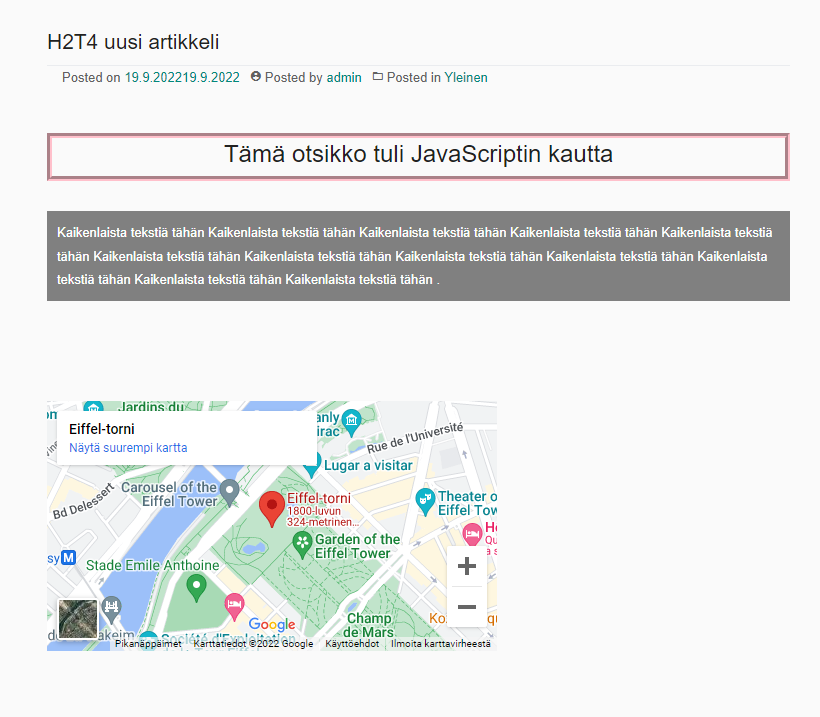 H2T4 uusi artikkeli
Posted on 19.9.202219.9.2022 Posted by admin Posted in Yleinen
Tämä otsikko tuli JavaScriptin kautta
Kaikenlaista tekstiä tähän Kaikenlaista tekstiä tähän Kaikenlaista tekstiä tähän Kaikenlaista tekstiä tähän Kaikenlaista tekstiä
tähän Kaikenlaista tekstiä tähän Kaikenlaista tekstiä tähän Kaikenlaista tekstiä tähän Kaikenlaista tekstiä tähän Kaikenlaista
tekstiä tähän Kaikenlaista tekstiä tähän Kaikenlaista tekstiä tähän .
Jardins du
Eiffel-torni
Näytä suurempi kartta
Rue de l'Université
Lugar a visitar
Carousel of the
Eiffel Tower
Bd Delessert
Eiffel-torni
1800-luvun
324-metrinen...
Theater o
Eiffel Tow
Garden of the
Eiffel Tower
M
Stade Emile Anthoine
Champ
de Mars
Google
Société d'Exploitation
Pikanäppäimet Karttatiedot ©2022 Google Käyttöehdot Ilmoita karttavirheestä